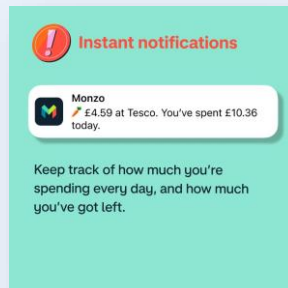 Instant notifications
Monzo
🥕 £4.59 at Tesco. You've spent £10.36
today.
Keep track of how much you're
spending every day, and how much
you've got left.